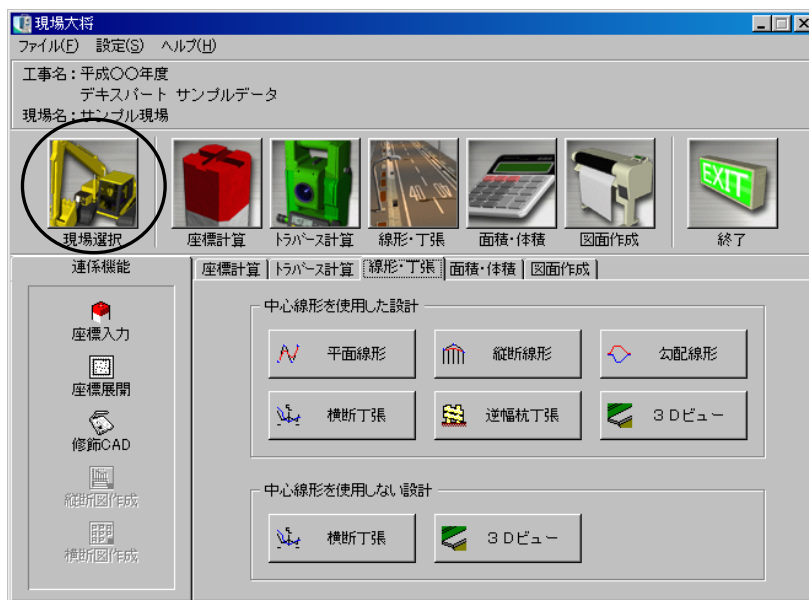 現場大将
ファイル(F) 設定(S) ヘルプ(H)
工事名：平成〇〇年度
デキスパート サンプルデータ
現場名：サンプル現場
現場選択 座標計算 トラバース計算 線形・丁張 面積・体積 図面作成 EXIT 終了
連係機能
座標入力
座標展開
修飾CAD
縦断図作成
横断図作成
座標計算 トラバース計算 線形・丁張 面積・体積 図面作成
中心線形を使用した設計
平面線形 縦断線形 勾配線形
横断丁張 逆幅杭丁張 3Dビュー
中心線形を使用しない設計
横断丁張 3Dビュー